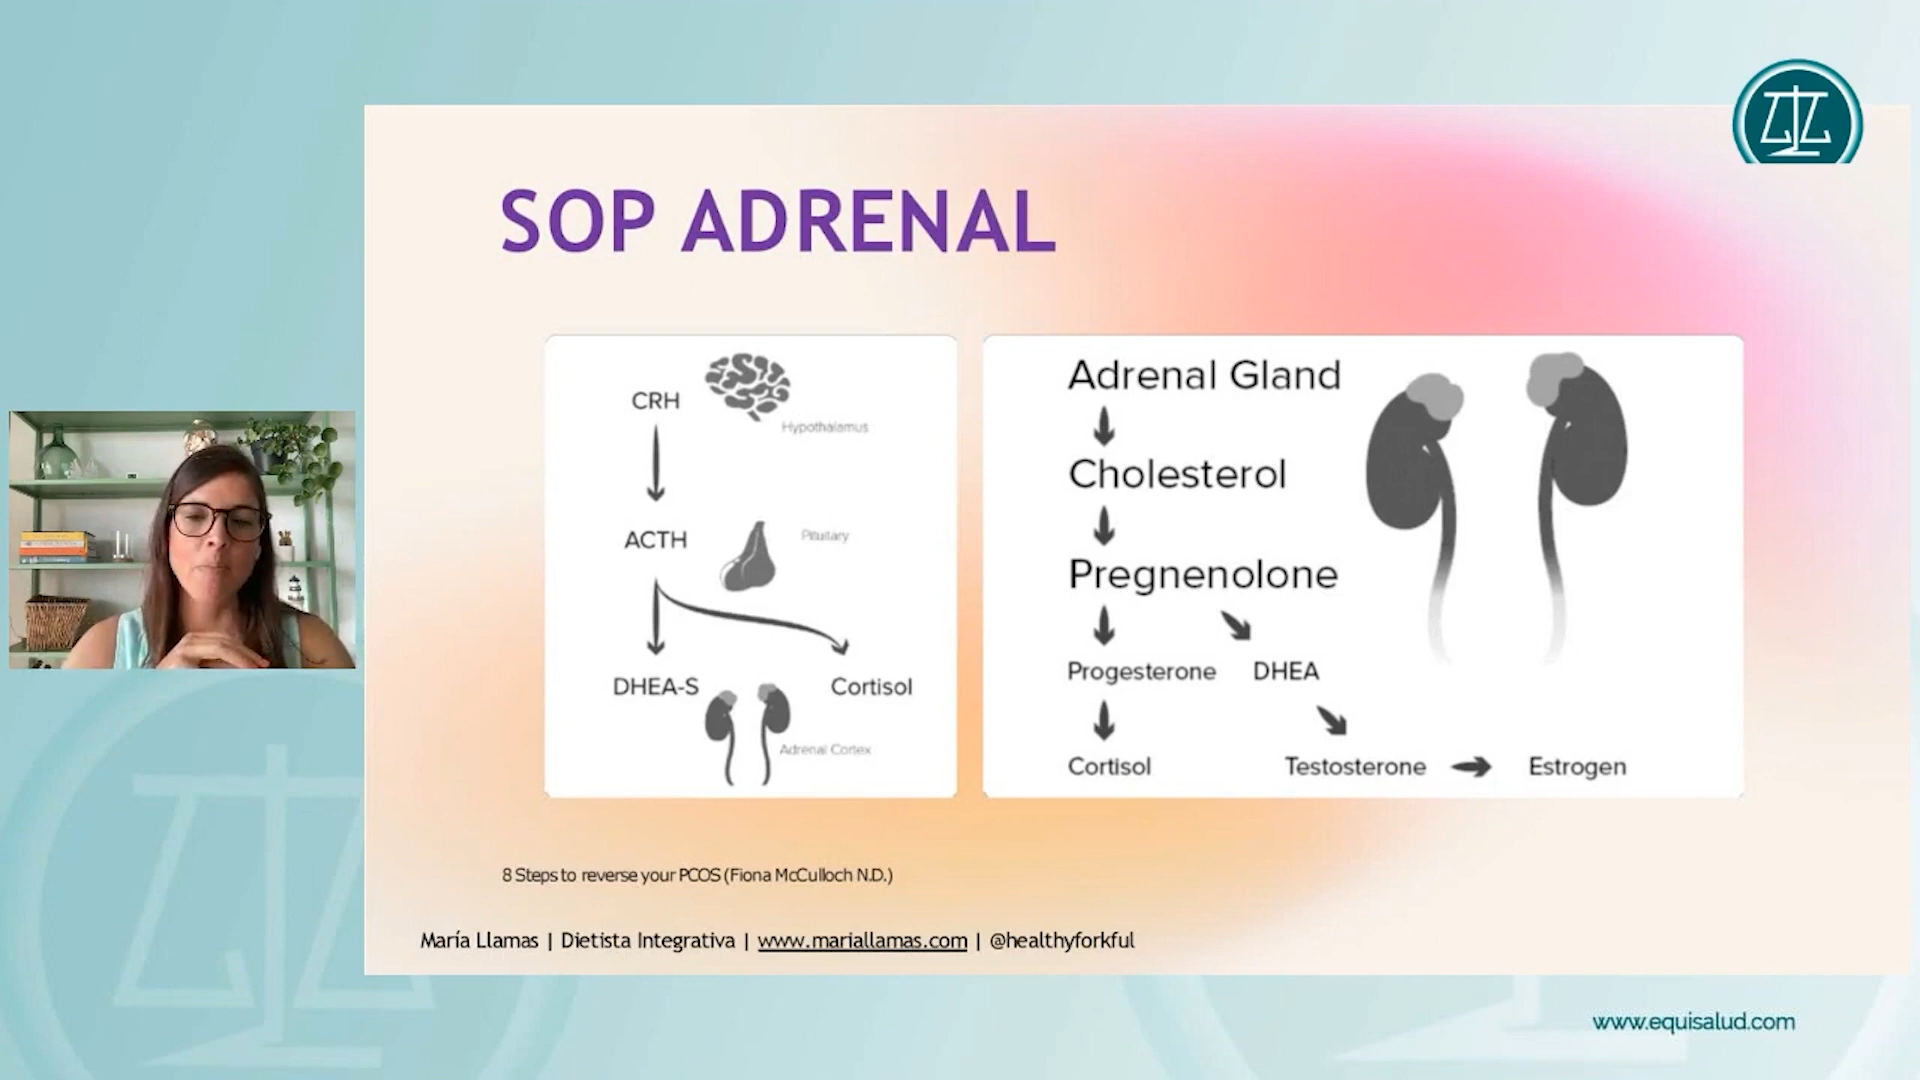 SOP ADRENAL
CRH
Hypothalamus
ACTH
Pituitary
DHEA-S
Cortisol
Adrenal Cortex
Adrenal Gland
Cholesterol
Pregnenolone
Progesterone DHEA
Cortisol Testosterone Estrogen
8 Steps to reverse your PCOS (Fiona McCulloch N.D.)
María Llamas | Dietista Integrativa | www.mariallamas.com | @healthyforkful
www.equisalud.com